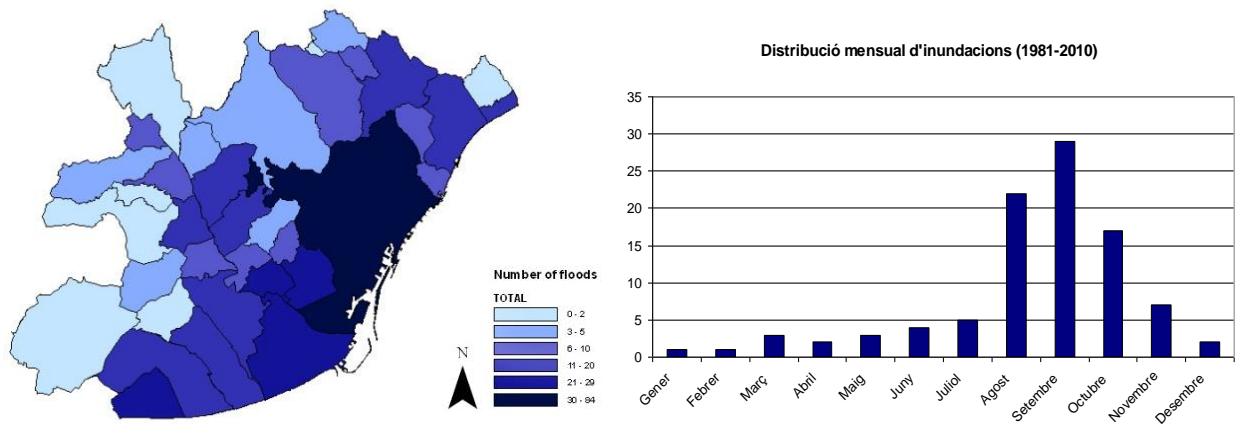 Number of floods
TOTAL
0 - 2
3 - 5
6 - 10
11 - 20
21 - 29
30 - 84
N
Distribució mensual d'inundacions (1981-2010)
35
30
25
20
15
10
5
0
Gener
Febrer
Març
Abril
Maig
Juny
Juliol
Agost
Setembre
Octubre
Novembre
Desembre